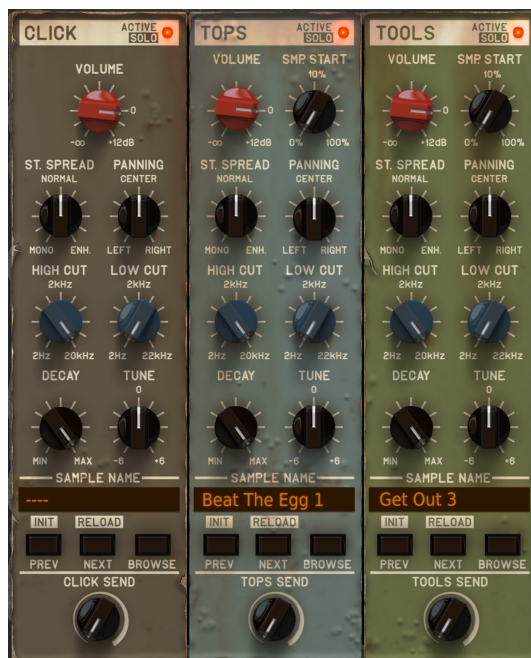 CLICK ACTIVE SOLO
VOLUME
0
-∞ +12dB
ST. SPREAD PANNING
NORMAL CENTER
MONO ENH. LEFT RIGHT
HIGH CUT LOW CUT
2kHz 2kHz
2Hz 20kHz 2Hz 22kHz
DECAY TUNE
0
MIN MAX -6 +6
SAMPLE NAME
----
INIT RELOAD
PREV NEXT BROWSE
CLICK SEND
TOPS ACTIVE SOLO
VOLUME SMP. START
10%
0
-∞ +12dB 0% 100%
ST. SPREAD PANNING
NORMAL CENTER
MONO ENH. LEFT RIGHT
HIGH CUT LOW CUT
2kHz 2kHz
2Hz 20kHz 2Hz 22kHz
DECAY TUNE
0
MIN MAX -6 +6
SAMPLE NAME
Beat The Egg 1
INIT RELOAD
PREV NEXT BROWSE
TOPS SEND
TOOLS ACTIVE SOLO
VOLUME SMP. START
10%
0
-∞ +12dB 0% 100%
ST. SPREAD PANNING
NORMAL CENTER
MONO ENH. LEFT RIGHT
HIGH CUT LOW CUT
2kHz 2kHz
2Hz 20kHz 2Hz 22kHz
DECAY TUNE
0
MIN MAX -6 +6
SAMPLE NAME
Get Out 3
INIT RELOAD
PREV NEXT BROWSE
TOOLS SEND